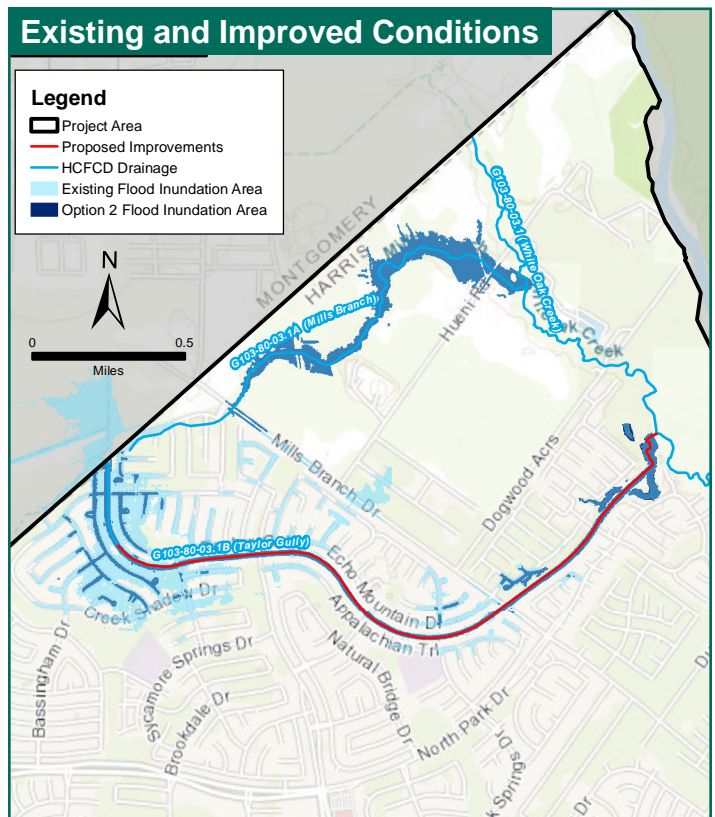 Existing and Improved Conditions
Legend
Project Area
Proposed Improvements
HCFCD Drainage
Existing Flood Inundation Area
Option 2 Flood Inundation Area
N
0 0.5
Miles
MONTGOMERY
HARRIS
G103-80-03.1 (White Oak Creek)
G103-80-03.1A (Mills Branch)
Hueni Rd
Creek
Mills Branch Dr
Dogwood Acrs
G103-80-03.1B (Taylor Gully)
Echo Mountain Dr
Appalachian Trl
Creek Shadow Dr
Bassingham Dr
Sycamore Springs Dr
Brookdale Dr
Natural Bridge Dr
North Park Dr
Springs Dr
Dr